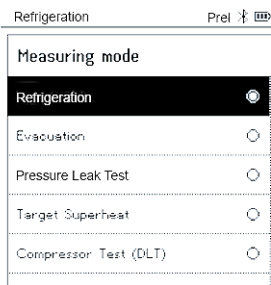 Refrigeration Prel
Measuring mode
Refrigeration
Evacuation
Pressure Leak Test
Target Superheat
Compressor Test (DLT)